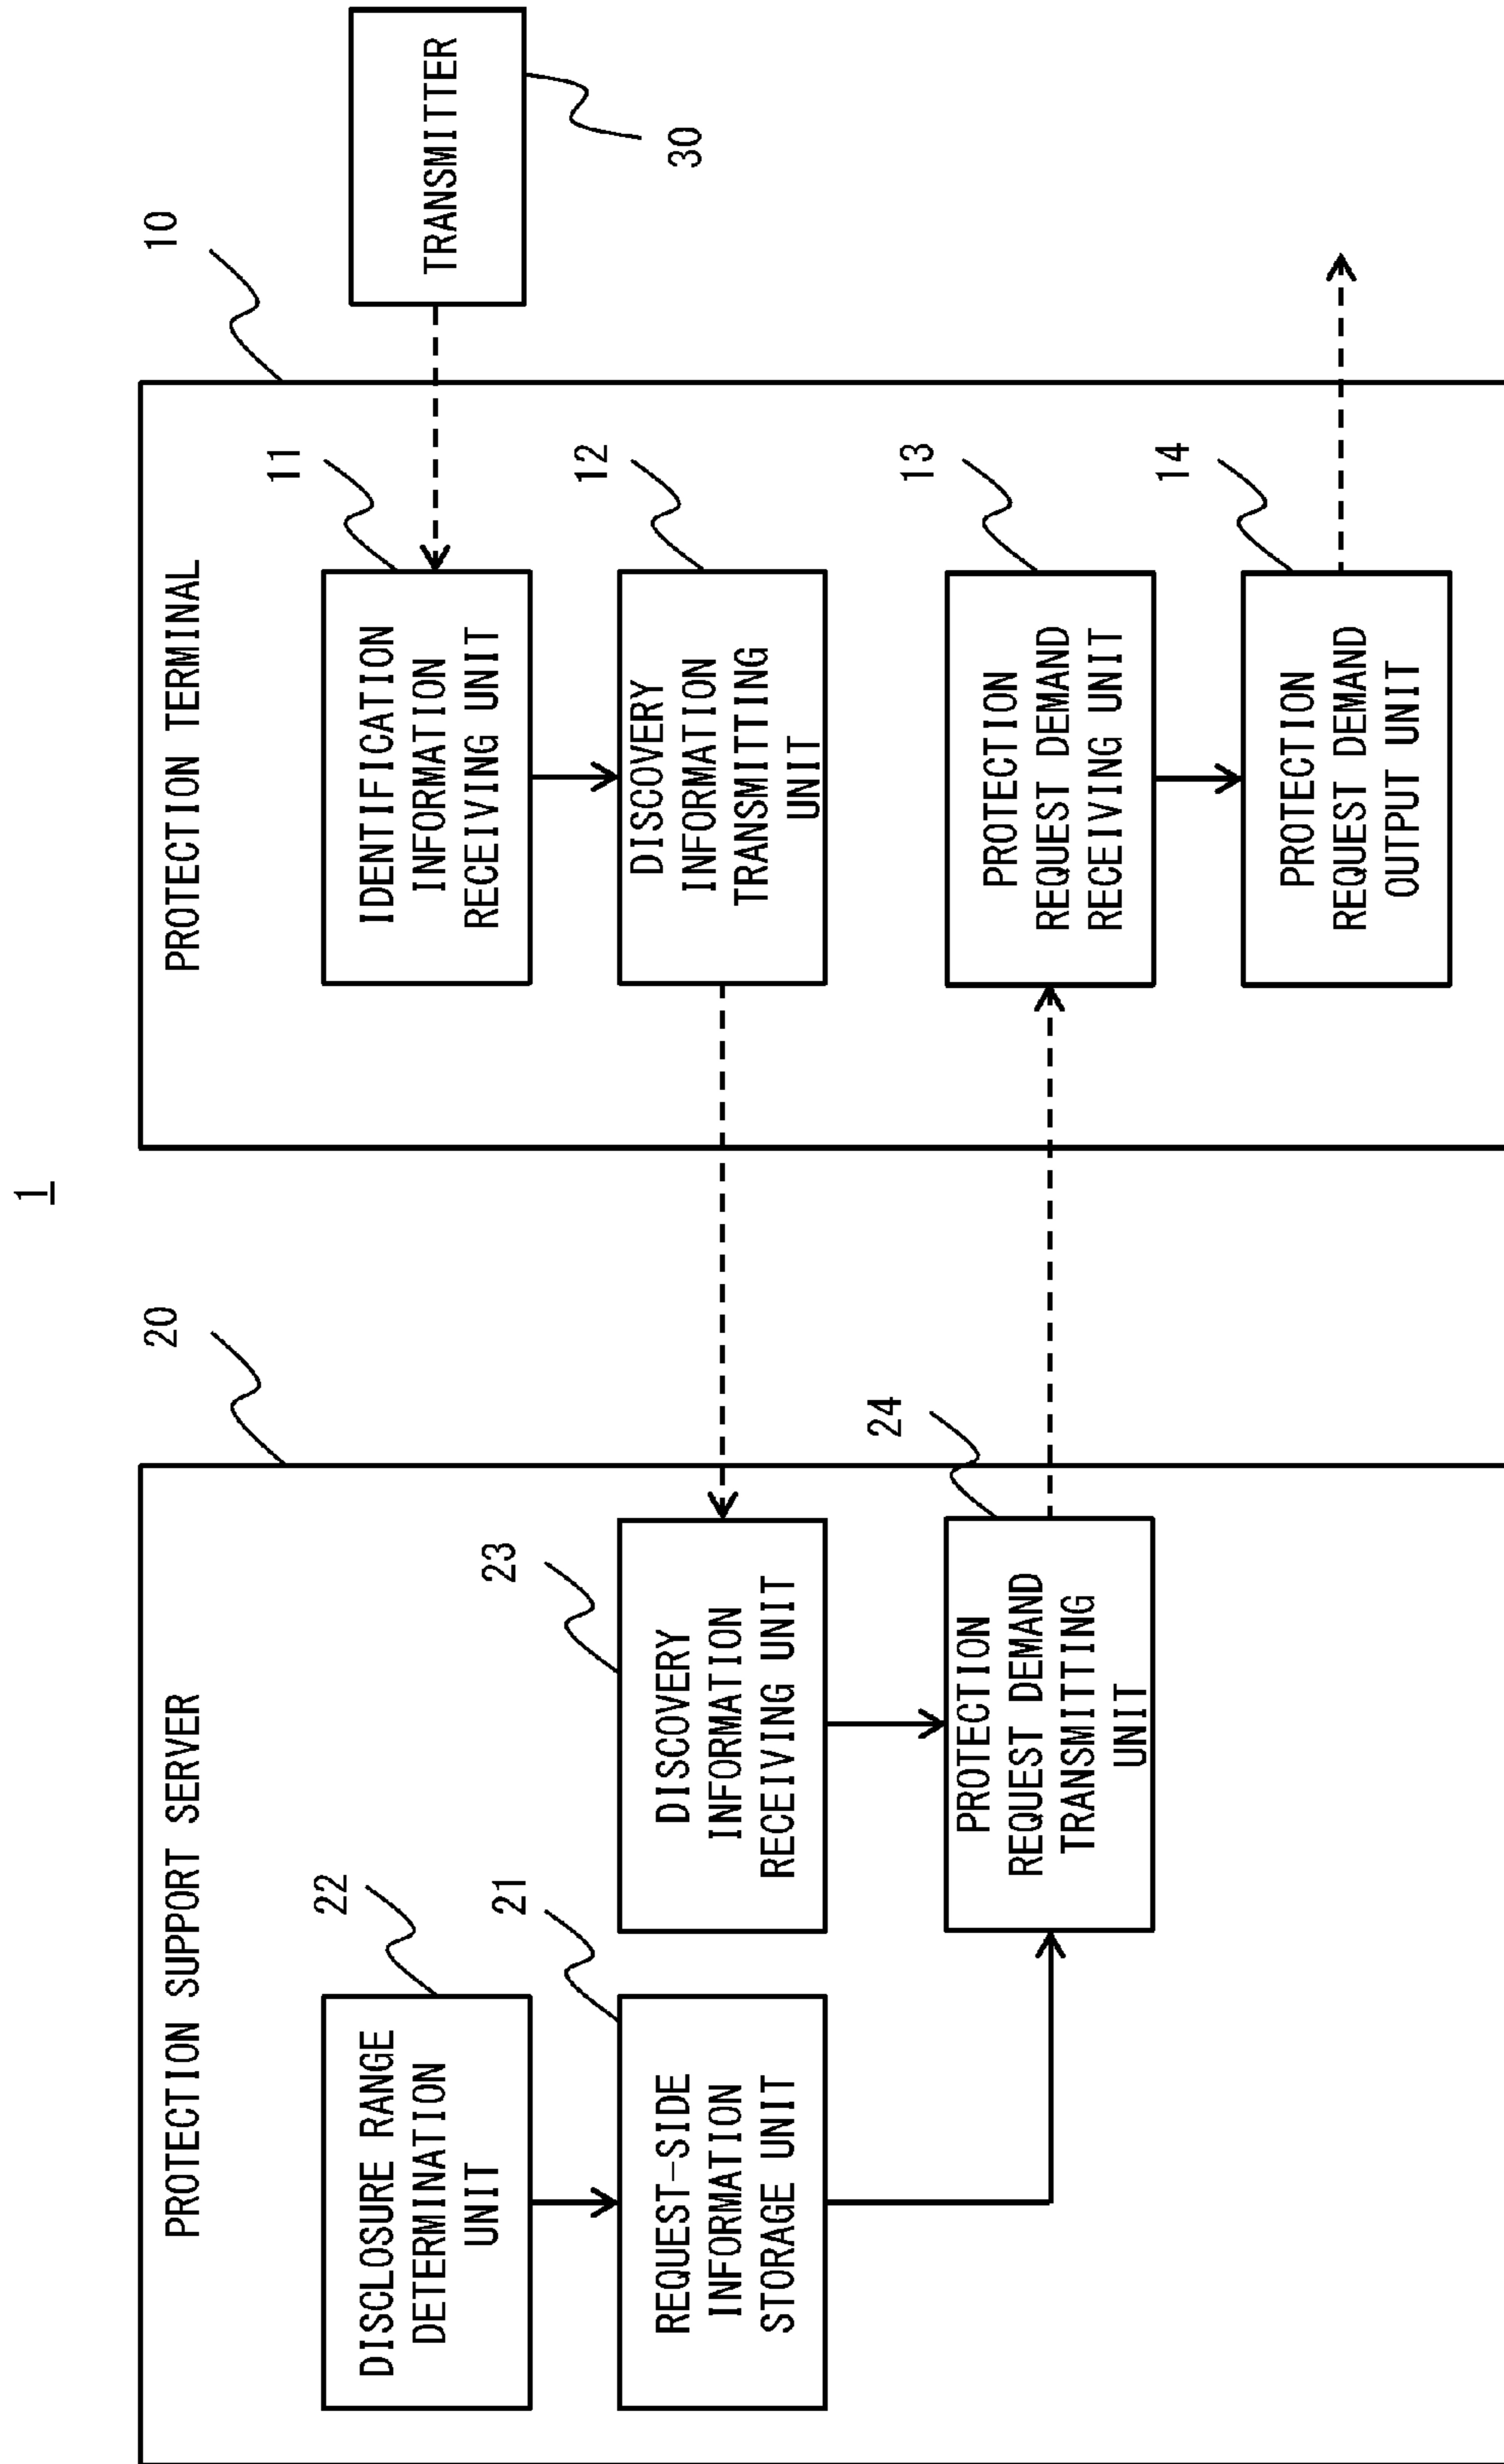 1
PROTECTION SUPPORT SERVER
20
DISCLOSURE RANGE
DETERMINATION
UNIT
22
REQUEST-SIDE
INFORMATION
STORAGE UNIT
21
DISCOVERY
INFORMATION
RECEIVING UNIT
23
PROTECTION
REQUEST DEMAND
TRANSMITTING
UNIT
24
PROTECTION TERMINAL
10
IDENTIFICATION
INFORMATION
RECEIVING UNIT
11
DISCOVERY
INFORMATION
TRANSMITTING
UNIT
12
PROTECTION
REQUEST DEMAND
RECEIVING UNIT
13
PROTECTION
REQUEST DEMAND
OUTPUT UNIT
14
TRANSMITTER
30